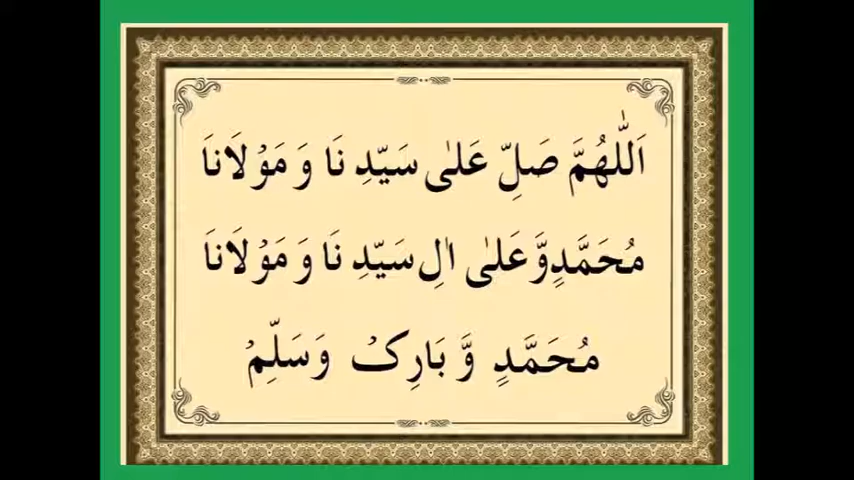 اَللّٰهُمَّ صَلِّ عَلٰى سَيِّدِ نَا وَ مَوْلَانَا
مُحَمَّدٍ وَّ عَلٰى اٰلِ سَيِّدِ نَا وَ مَوْلَانَا
مُحَمَّدٍ وَّ بَارِکْ وَسَلِّمْ